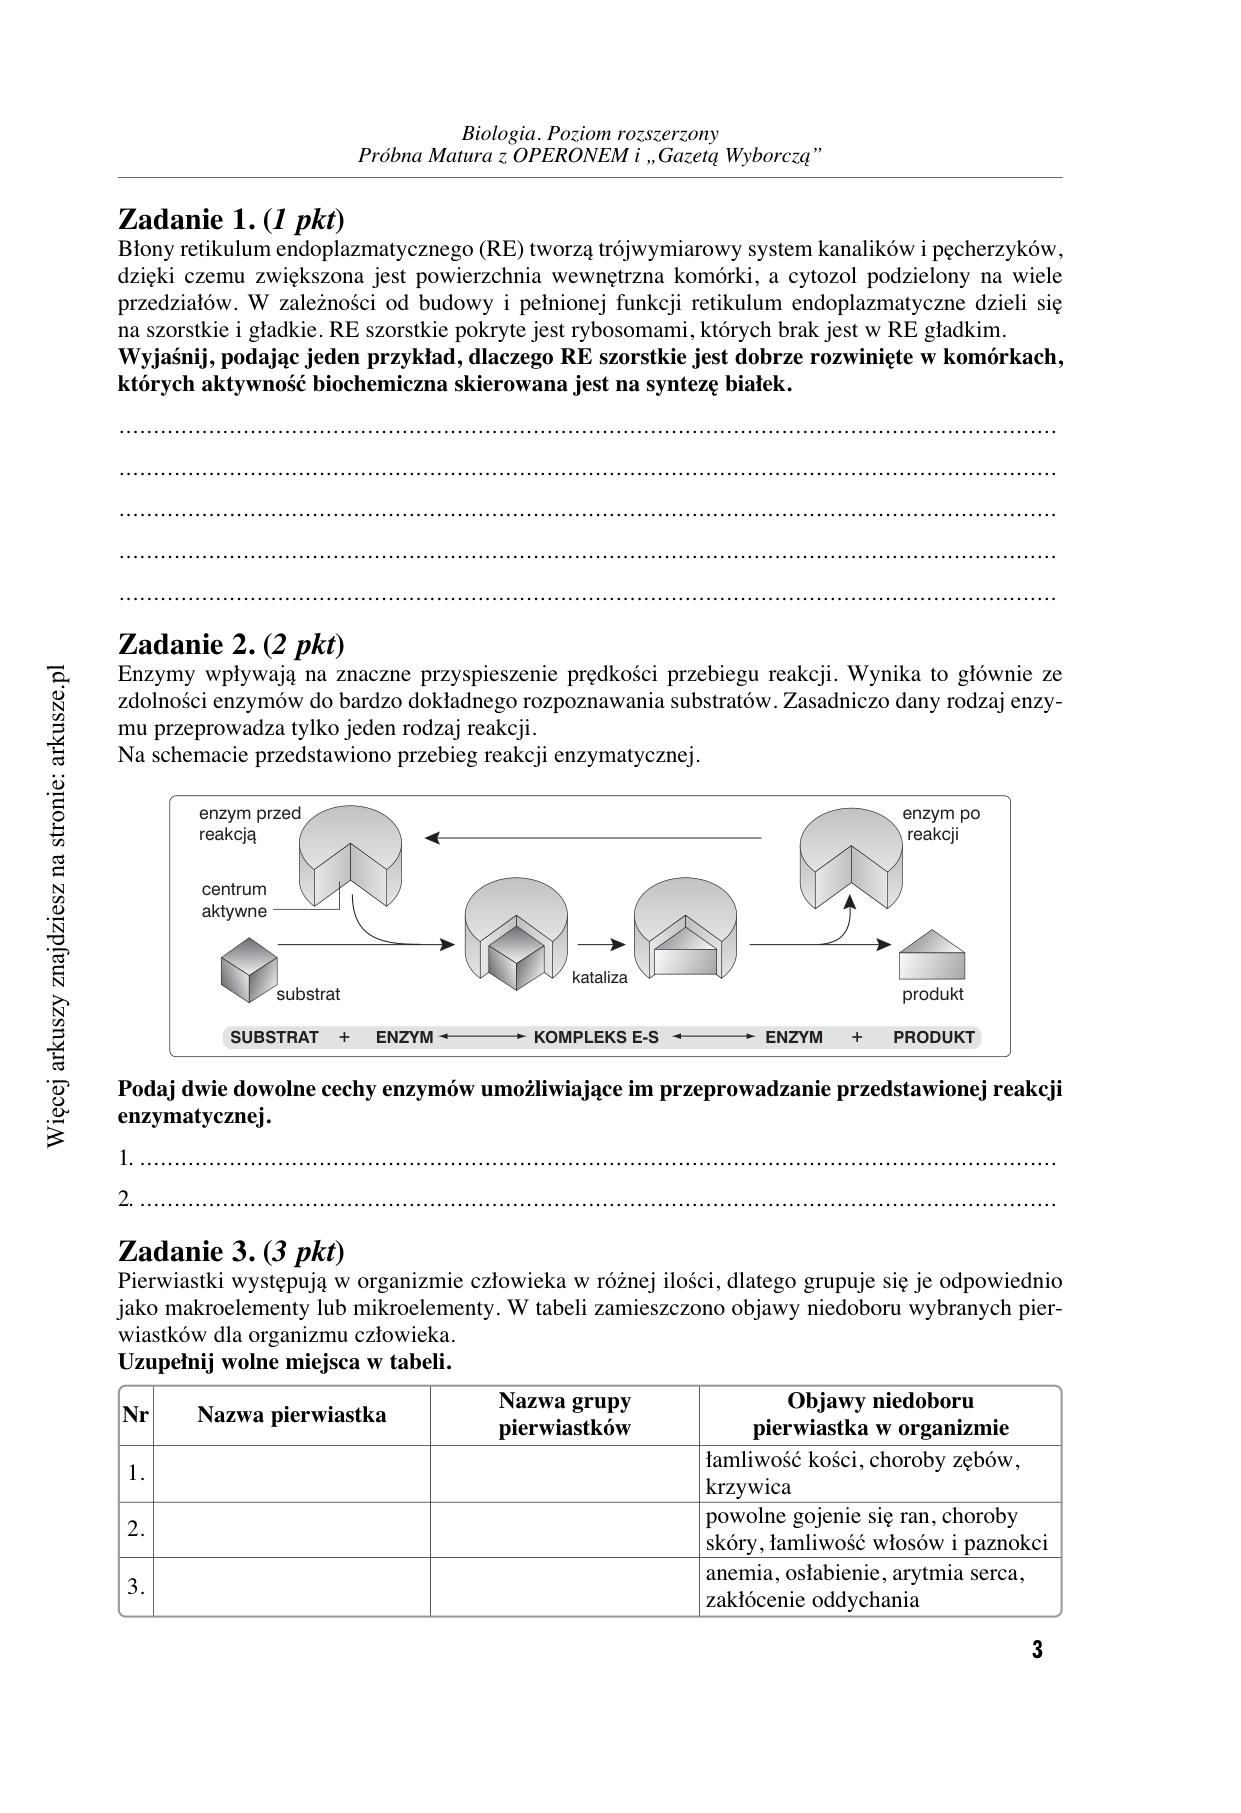 Biologia. Poziom rozszerzony
Próbna Matura z OPERONEM i „Gazetą Wyborczą”
Zadanie 1. (1 pkt)
Błony retikulum endoplazmatycznego (RE) tworzą trójwymiarowy system kanalików i pęcherzyków,
dzięki czemu zwiększona jest powierzchnia wewnętrzna komórki, a cytozol podzielony na wiele
przedziałów. W zależności od budowy i pełnionej funkcji retikulum endoplazmatyczne dzieli się
na szorstkie i gładkie. RE szorstkie pokryte jest rybosomami, których brak jest w RE gładkim.
Wyjaśnij, podając jeden przykład, dlaczego RE szorstkie jest dobrze rozwinięte w komórkach,
których aktywność biochemiczna skierowana jest na syntezę białek.
Zadanie 2. (2 pkt)
Enzymy wpływają na znaczne przyspieszenie prędkości przebiegu reakcji. Wynika to głównie ze
zdolności enzymów do bardzo dokładnego rozpoznawania substratów. Zasadniczo dany rodzaj enzy-
mu przeprowadza tylko jeden rodzaj reakcji.
Na schemacie przedstawiono przebieg reakcji enzymatycznej.
enzym przed
reakcją
enzym po
reakcji
centrum
aktywne
substrat
kataliza
produkt
SUBSTRAT + ENZYM KOMPLEKS E-S ENZYM + PRODUKT
Podaj dwie dowolne cechy enzymów umożliwiające im przeprowadzanie przedstawionej reakcji
enzymatycznej.
1. ....................................................................................................
2. ....................................................................................................
Zadanie 3. (3 pkt)
Pierwiastki występują w organizmie człowieka w różnej ilości, dlatego grupuje się je odpowiednio
jako makroelementy lub mikroelementy. W tabeli zamieszczono objawy niedoboru wybranych pier-
wiastków dla organizmu człowieka.
Uzupełnij wolne miejsca w tabeli.
Nr Nazwa pierwiastka Nazwa grupy pierwiastków Objawy niedoboru pierwiastka w organizmie
1. łamliwość kości, choroby zębów,
krzywica
2. powolne gojenie się ran, choroby
skóry, łamliwość włosów i paznokci
3. anemia, osłabienie, arytmia serca,
zakłócenie oddychania
3
Więcej arkuszy znajdziesz na stronie: arkusze.pl